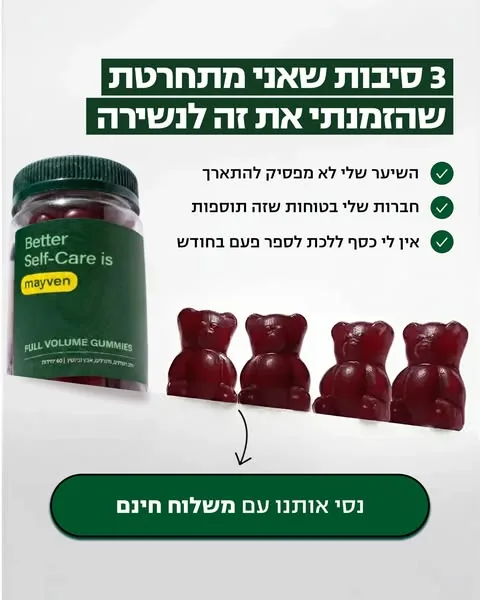 3 סיבות שאני מתחרטת
שהזמנתי את זה לנשירה
השיער שלי לא מפסיק להתארך
חברות שלי בטוחות שזה תוספות
אין לי כסף ללכת לספר פעם בחודש
Better
Self-Care is
mayven
FULL VOLUME GUMMIES
60 יחידות
נסי אותנו עם משלוח חינם